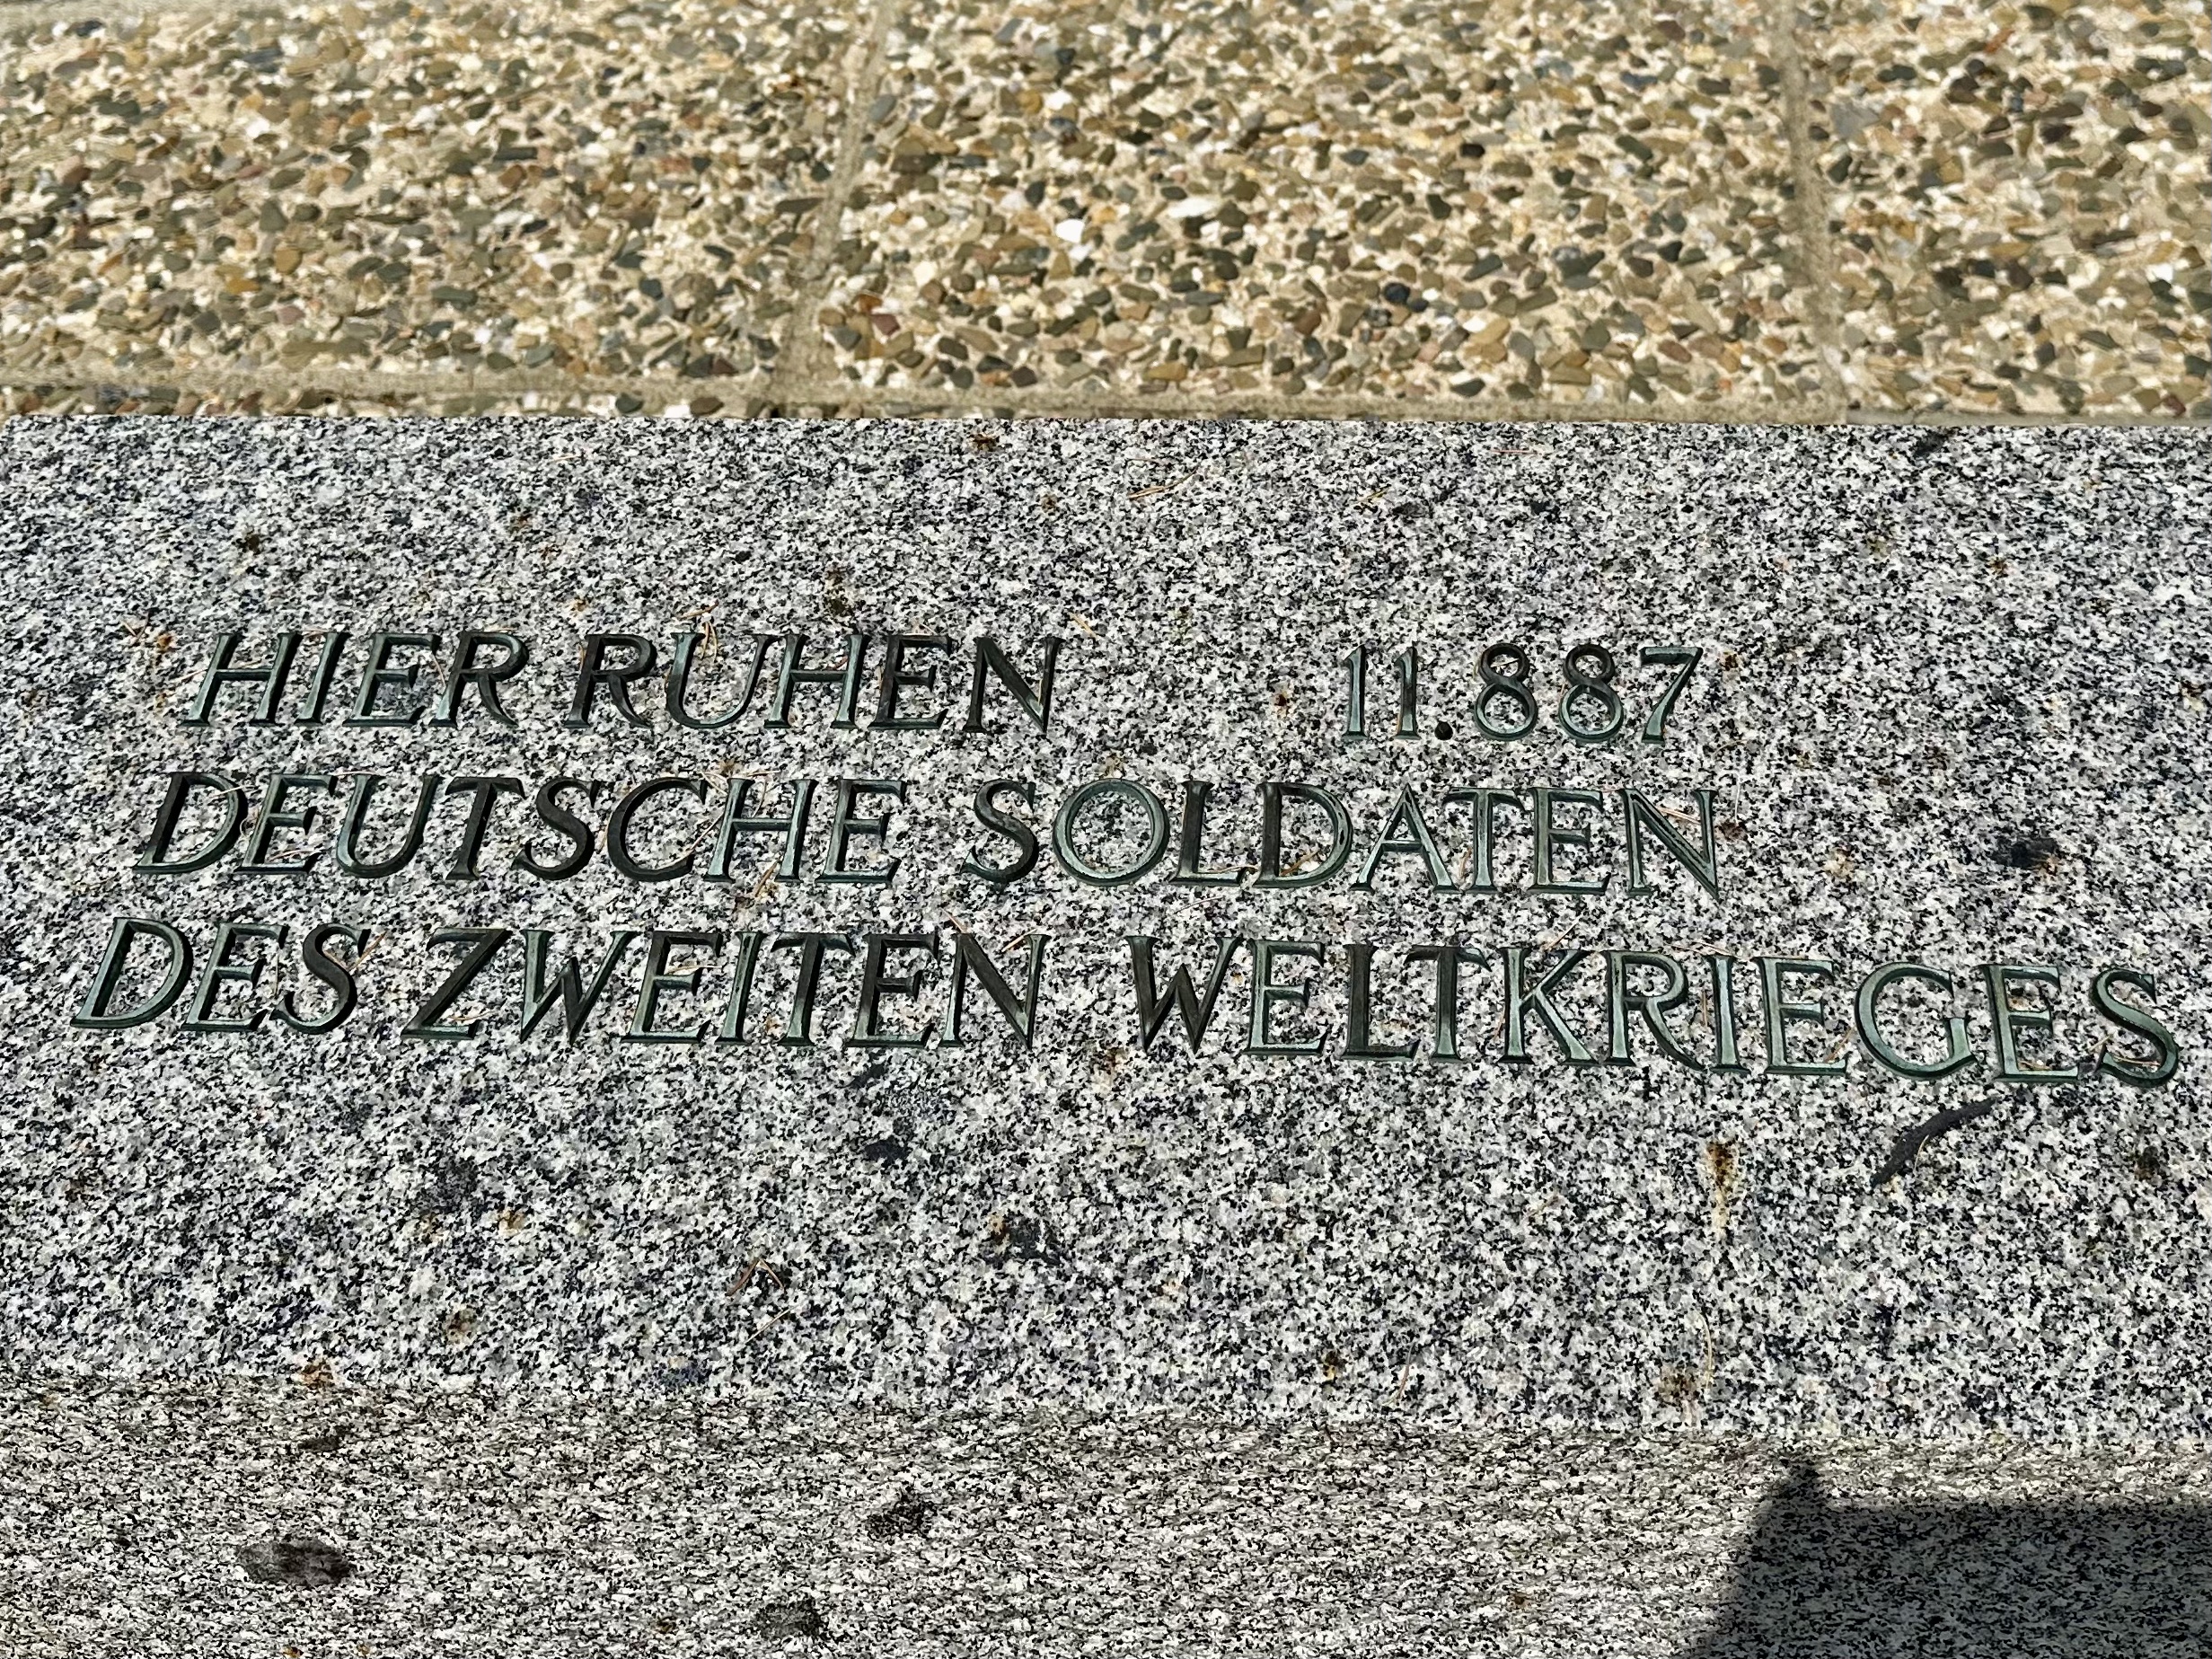 HIER RUHEN 11.887
DEUTSCHE SOLDATEN
DES ZWEITEN WELTKRIEGES